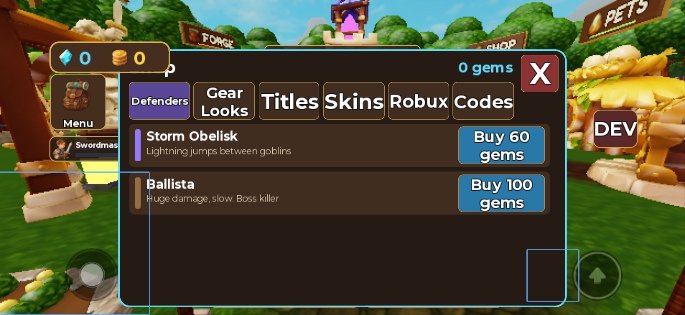 FORGE
PETS
SHOP
0
0
p
0 gems
X
Menu
Defenders
Gear
Looks
Titles
Skins
Robux
Codes
DEV
Swordmas
Storm Obelisk
Lightning jumps between goblins
Buy 60
gems
Ballista
Huge damage, slow. Boss killer
Buy 100
gems